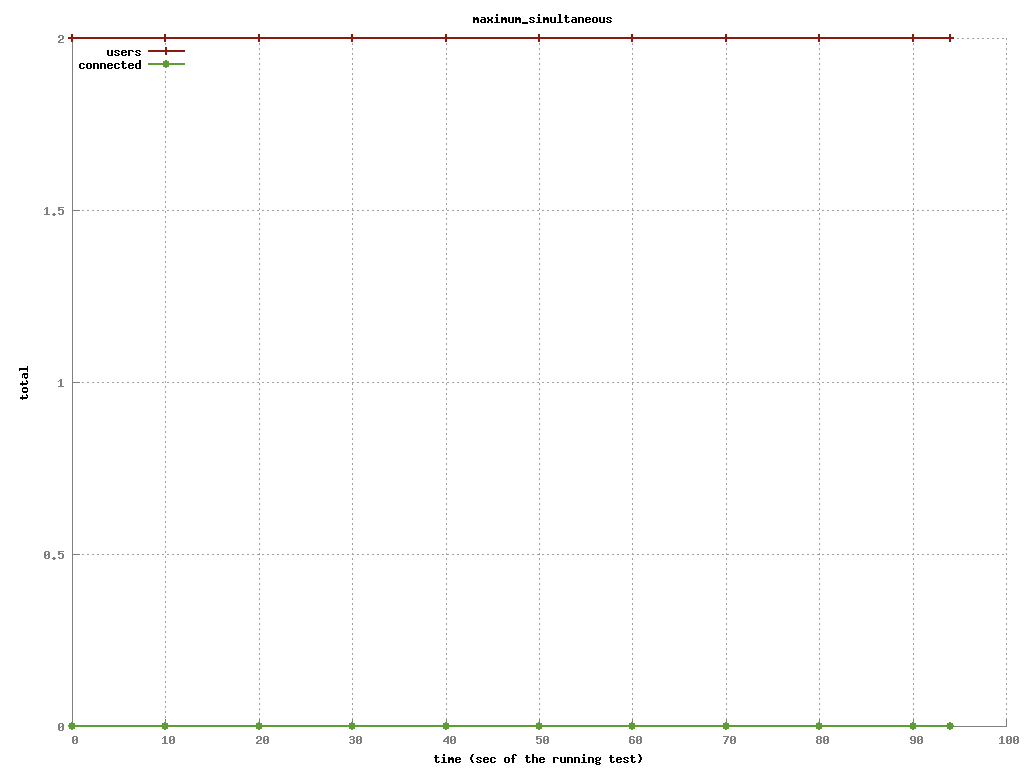 maximum_simultaneous
2
users
connected
1.5
total
1
0.5
0
0 10 20 30 40 50 60 70 80 90 100
time (sec of the running test)